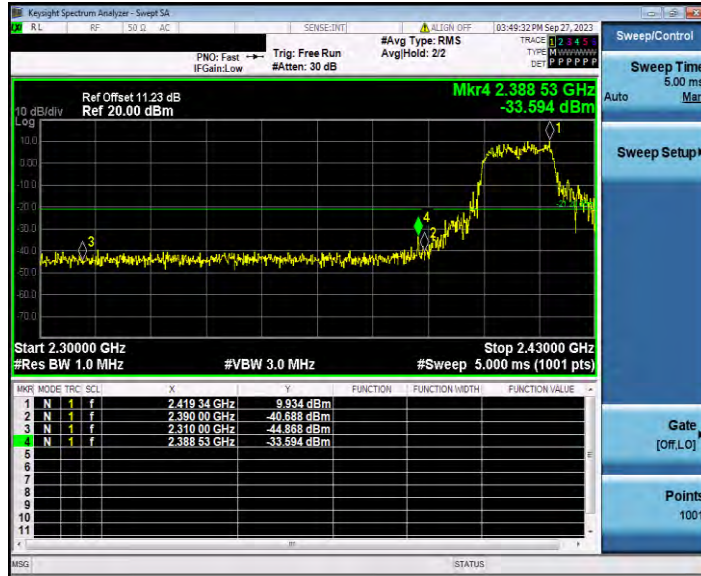 Keysight Spectrum Analyzer - Swept SA
RL RF 50 Ω AC SENSE:INT ALIGN OFF 03:49:32 PM Sep 27, 2023
PNO: Fast Trig: Free Run #Avg Type: RMS TRACE 1 2 3 4 5 6
IFGain:Low #Atten: 30 dB Avg|Hold: 2/2 TYPE M WWWWW
DET P P P P P P
Mkr4 2.388 53 GHz
-33.594 dBm
Ref Offset 11.23 dB
10 dB/div Ref 20.00 dBm
Log
10.0
0.00
-10.0
-20.0
-30.0
-40.0
-50.0
-60.0
-70.0
1
2
3
4
Start 2.30000 GHz Stop 2.43000 GHz
#Res BW 1.0 MHz #VBW 3.0 MHz #Sweep 5.000 ms (1001 pts)
MKR MODE TRC SCL X Y FUNCTION FUNCTION WIDTH FUNCTION VALUE
1 N 1 f 2.419 34 GHz 9.934 dBm
2 N 1 f 2.390 00 GHz -40.688 dBm
3 N 1 f 2.310 00 GHz -44.868 dBm
4 N 1 f 2.388 53 GHz -33.594 dBm
5
6
7
8
9
10
11
MSG STATUS
Sweep/Control
Sweep Time
5.00 ms
Auto Man
Sweep Setup
Gate
[Off,LO]
Points
1001